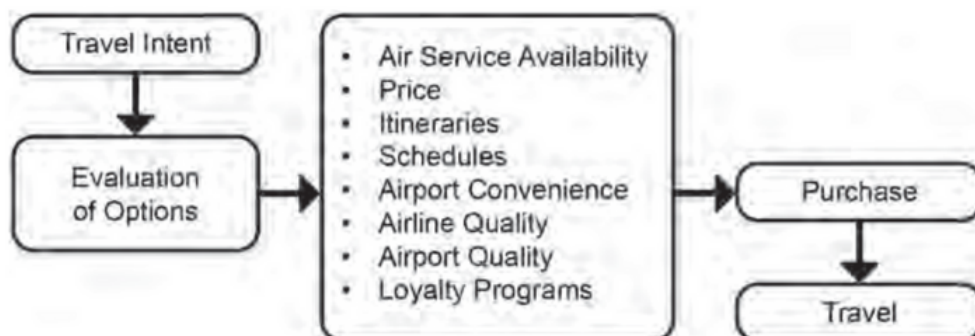 Travel Intent
Evaluation
of Options
• Air Service Availability
• Price
• Itineraries
• Schedules
• Airport Convenience
• Airline Quality
• Airport Quality
• Loyalty Programs
Purchase
Travel